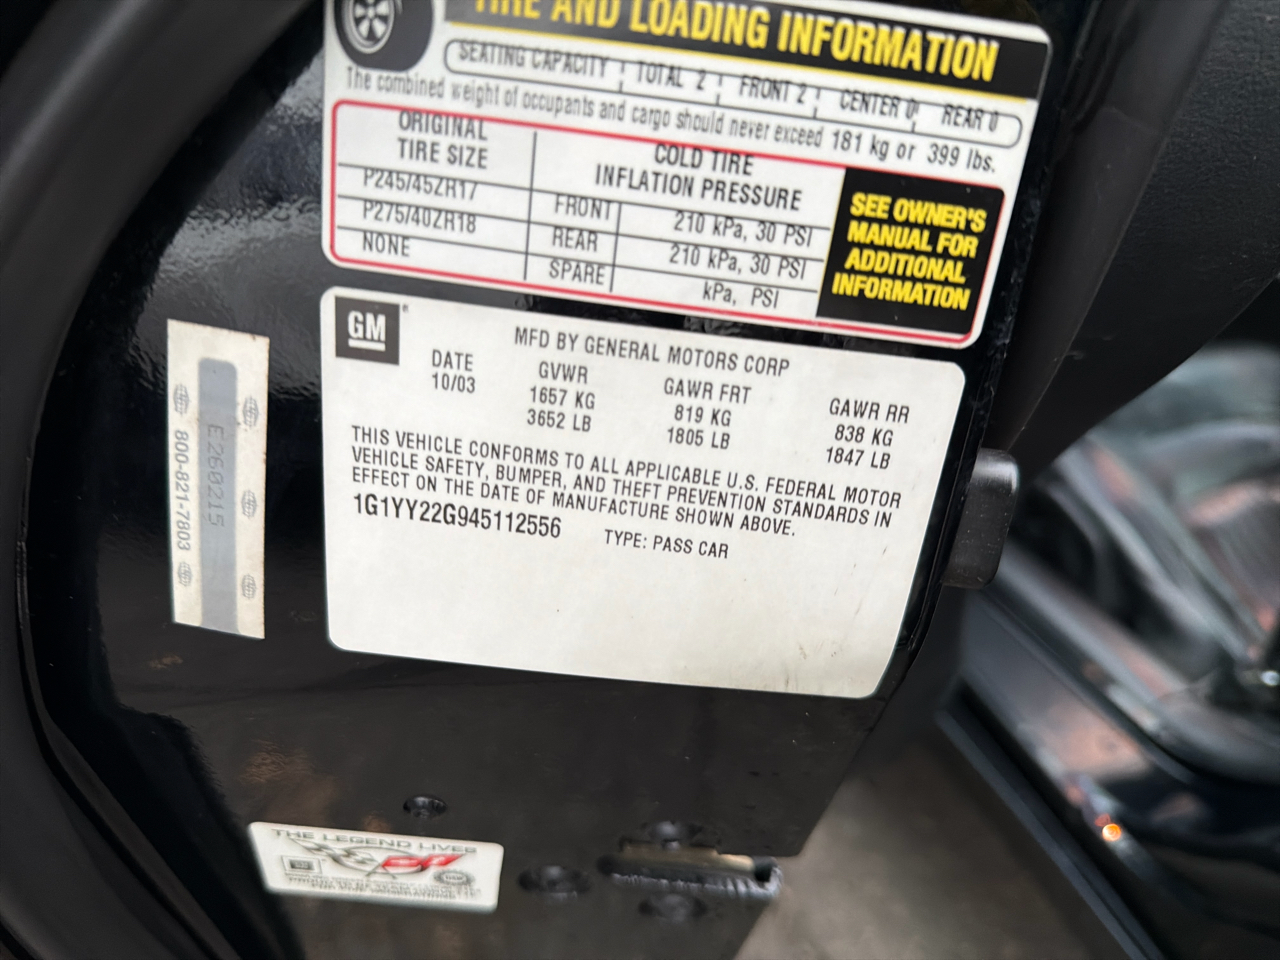 TIRE AND LOADING INFORMATION
SEATING CAPACITY TOTAL 2 FRONT 2 CENTER 0 REAR 0
The combined weight of occupants and cargo should never exceed 181 kg or 399 lbs.
ORIGINAL
TIRE SIZE
COLD TIRE
INFLATION PRESSURE
P245/45ZR17 FRONT 210 kPa, 30 PSI
P275/40ZR18 REAR 210 kPa, 30 PSI
NONE SPARE kPa, PSI
SEE OWNER'S
MANUAL FOR
ADDITIONAL
INFORMATION
GM®
MFD BY GENERAL MOTORS CORP
DATE GVWR GAWR FRT GAWR RR
10/03 1657 KG 819 KG 838 KG
3652 LB 1805 LB 1847 LB
THIS VEHICLE CONFORMS TO ALL APPLICABLE U.S. FEDERAL MOTOR
VEHICLE SAFETY, BUMPER, AND THEFT PREVENTION STANDARDS IN
EFFECT ON THE DATE OF MANUFACTURE SHOWN ABOVE.
1G1YY22G945112556 TYPE: PASS CAR
E260215
800-821-7803
THE LEGEND LIVES